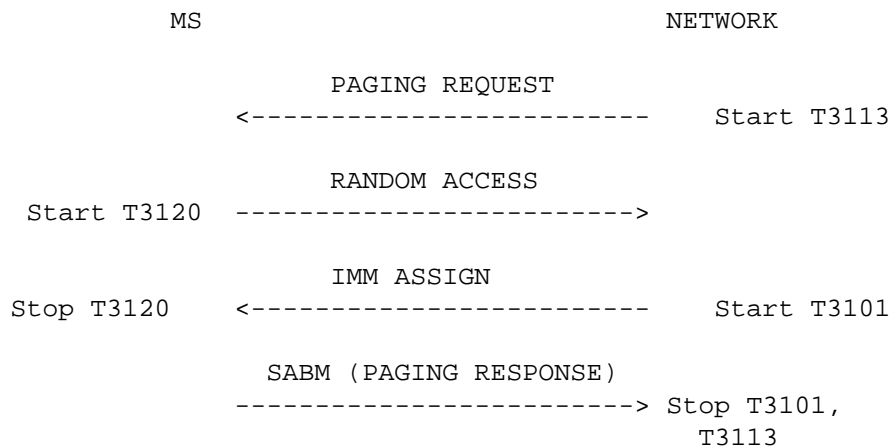 MS NETWORK
PAGING REQUEST
<------------------------- Start T3113
RANDOM ACCESS
Start T3120 ------------------------->
IMM ASSIGN
Stop T3120 <------------------------- Start T3101
SABM (PAGING RESPONSE)
-------------------------> Stop T3101,
T3113